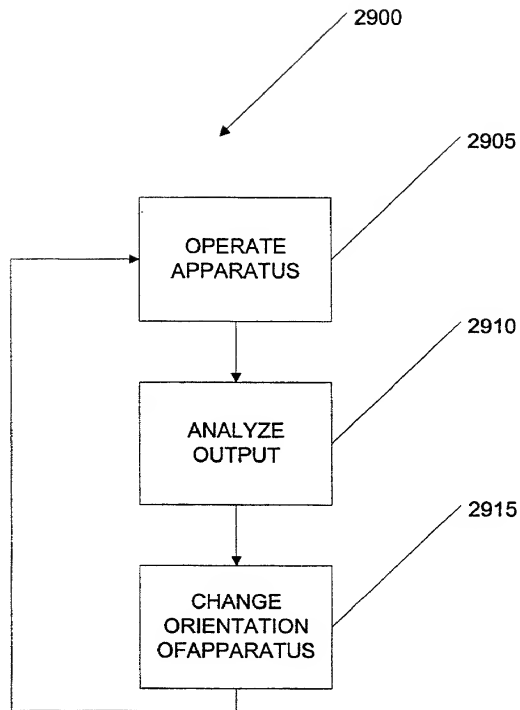 2900
2905
OPERATE
APPARATUS
2910
ANALYZE
OUTPUT
2915
CHANGE
ORIENTATION
OFAPPARATUS